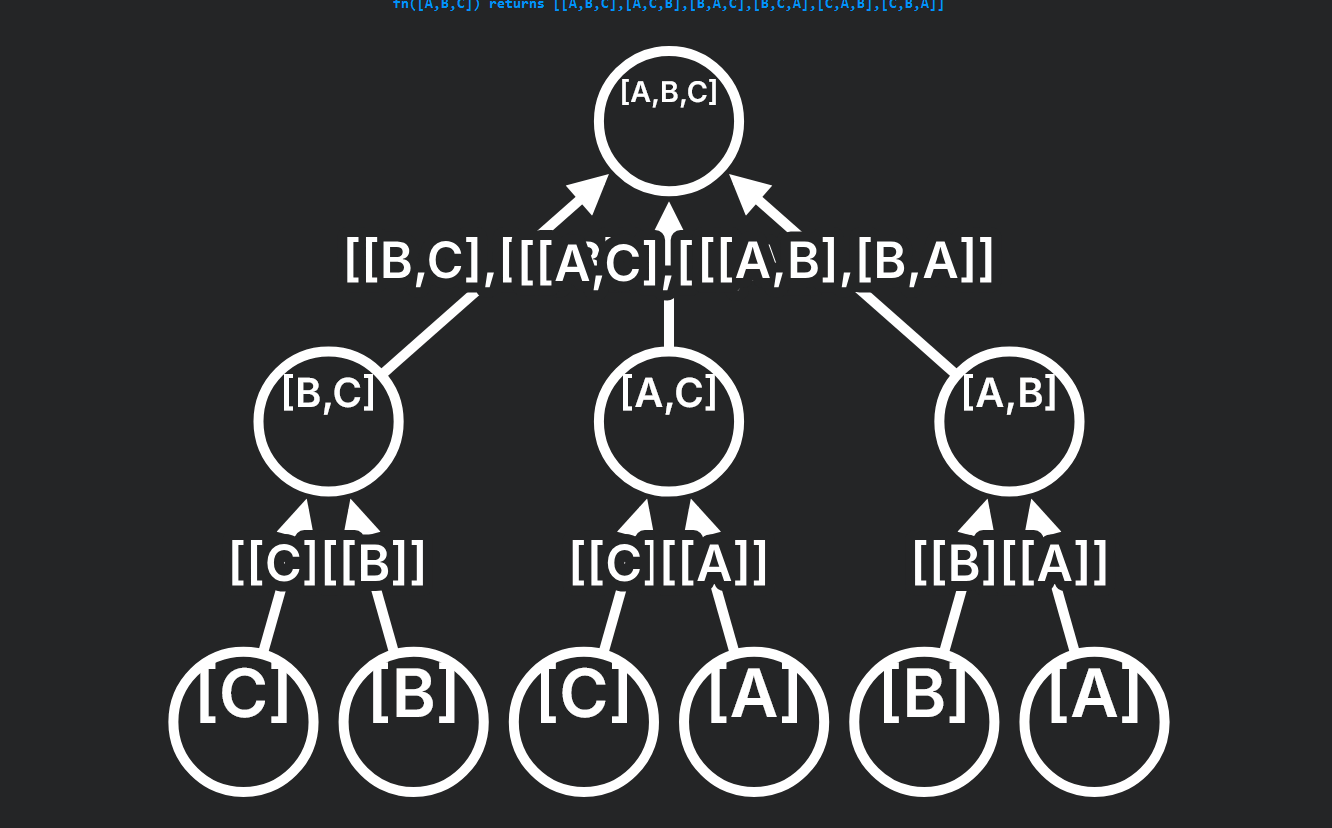 fn([A,B,C]) returns [[A,B,C],[A,C,B],[B,A,C],[B,C,A],[C,A,B],[C,B,A]]
[A,B,C]
[[B,C],[ [[A,C],[ [[A,B],[B,A]]
[B,C] [A,C] [A,B]
[[C] [[B]] [[C] [[A]] [[B] [[A]]
[C] [B] [C] [A] [B] [A]